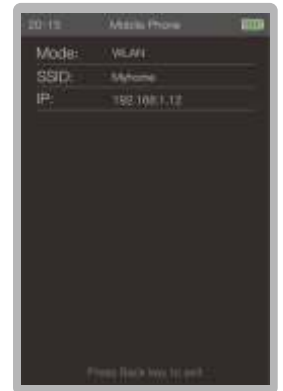 20:15 Mobile Phone
Mode: WLAN
SSID: Myhome
IP: 192.168.1.12
Press Back key to exit